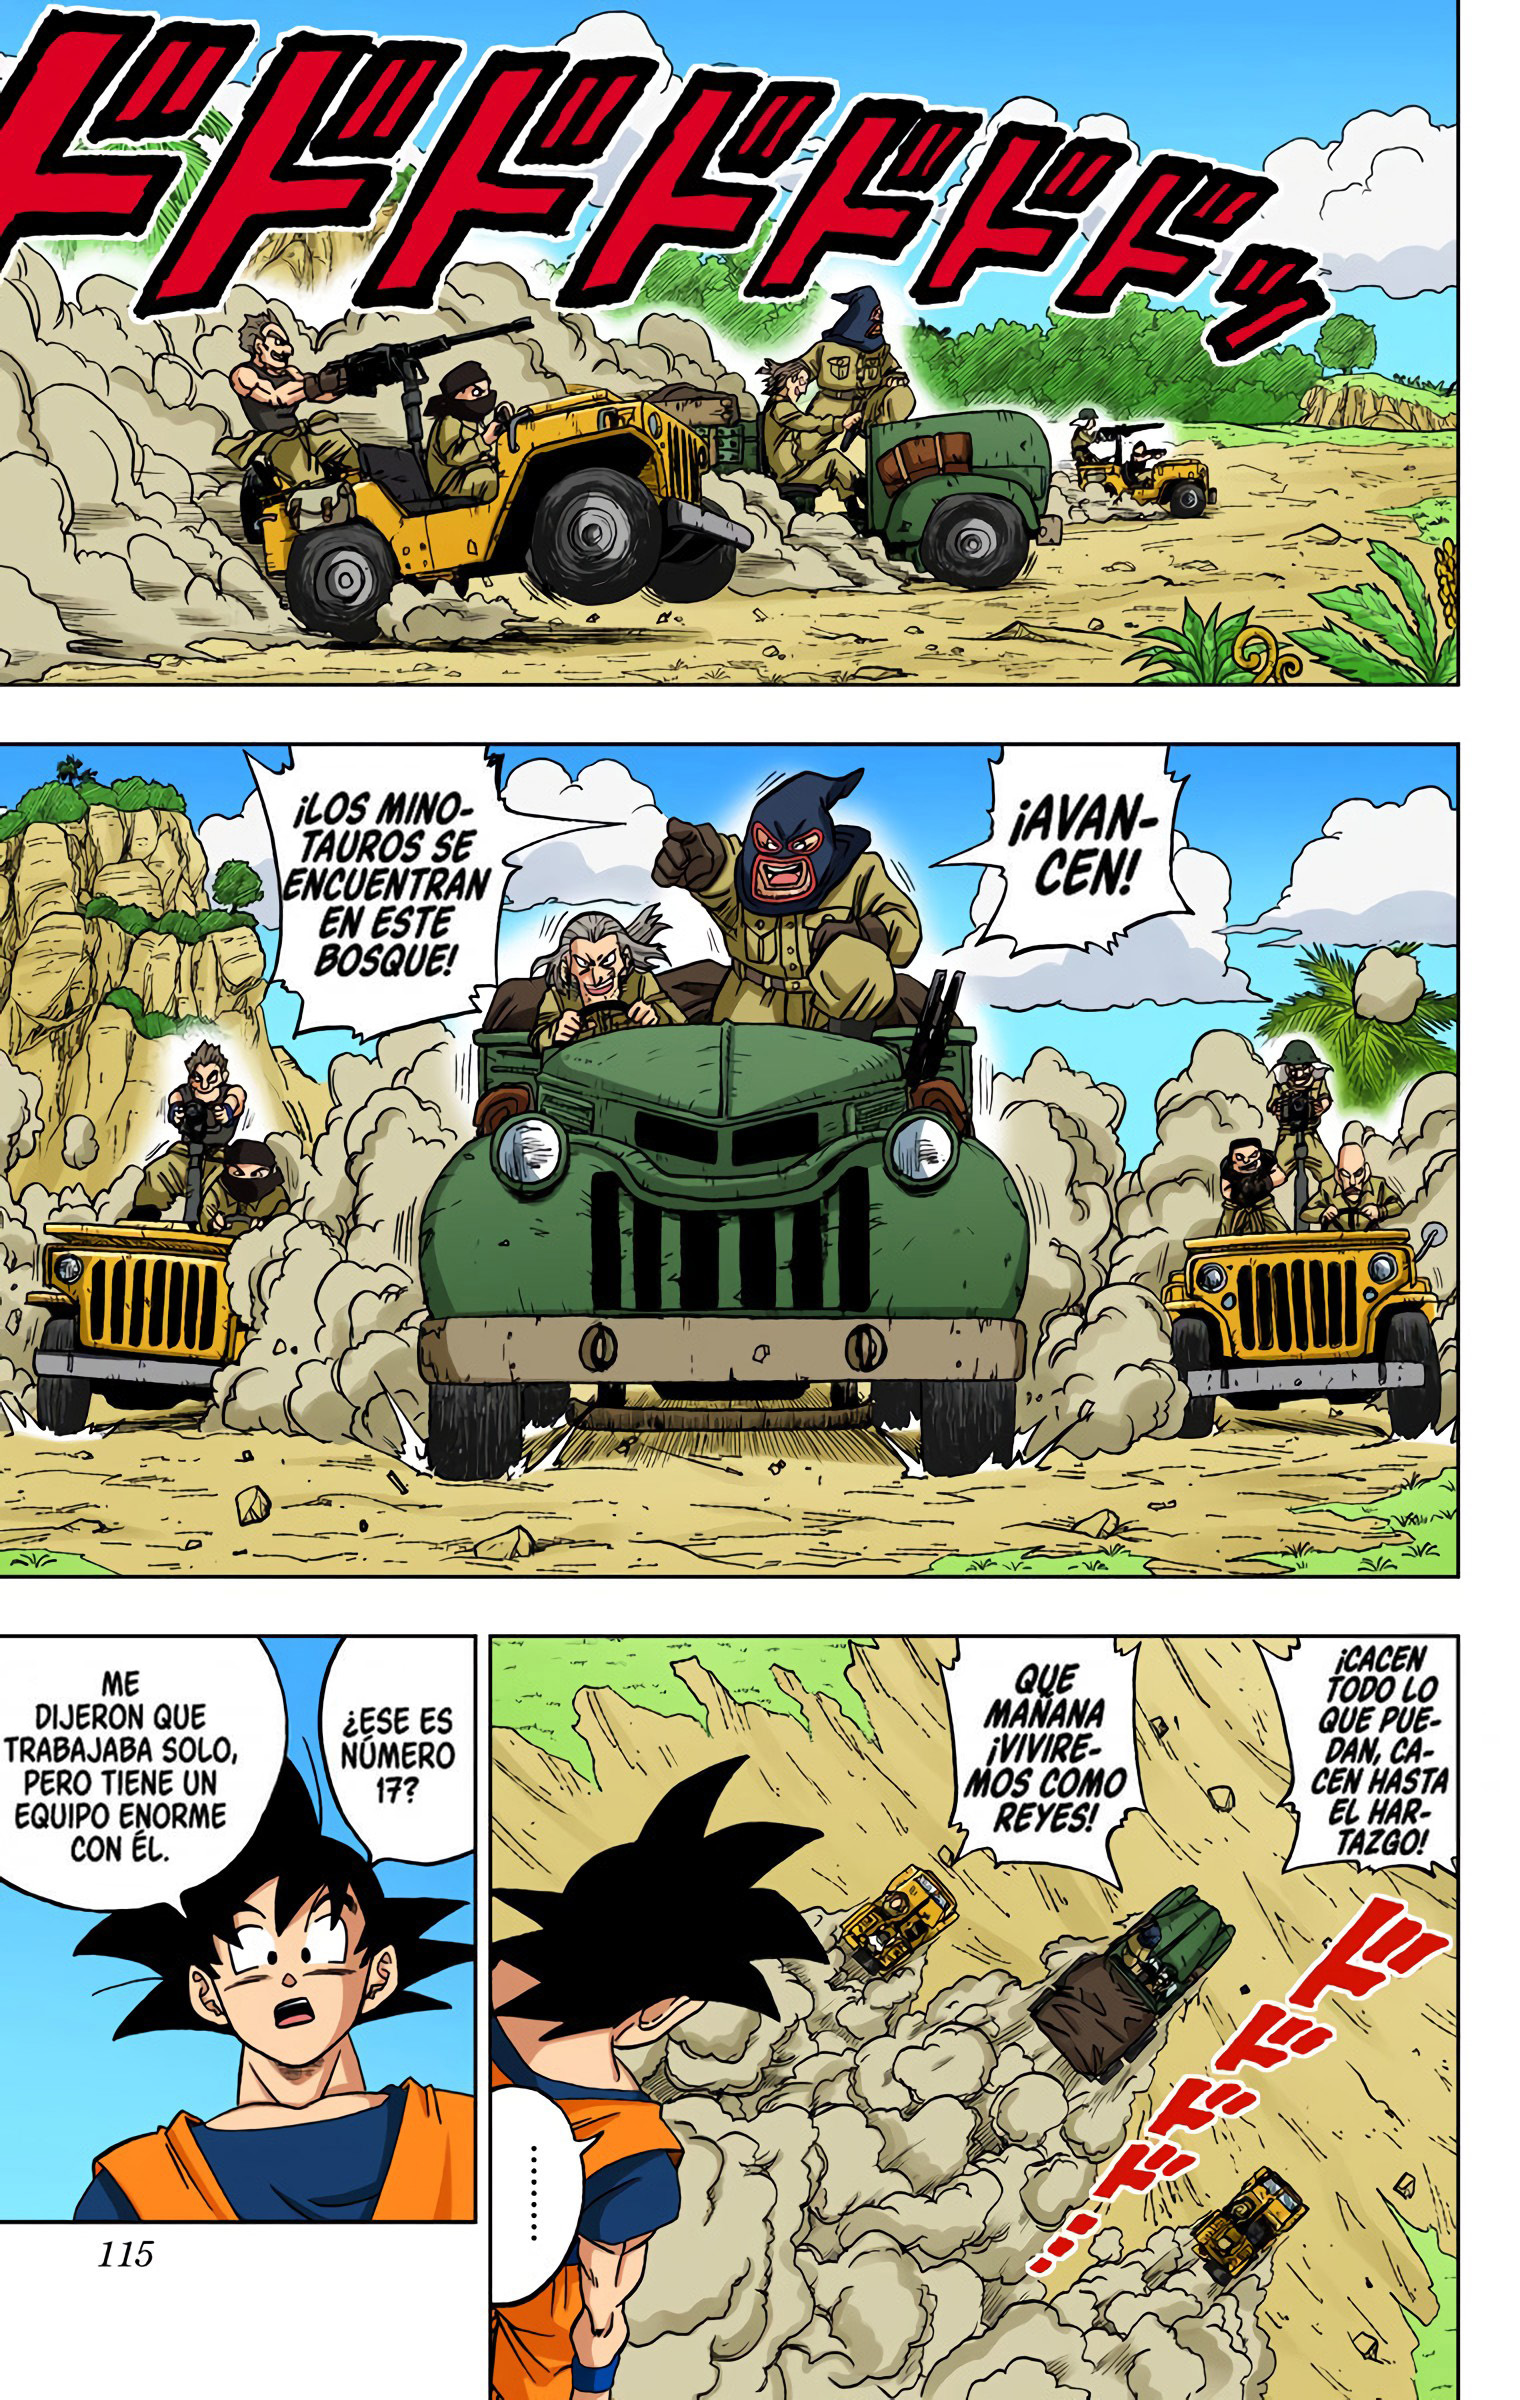 ドドドドドドドッ
¡AVAN-
CEN!
¡LOS MINO-
TAUROS SE
ENCUENTRAN
EN ESTE
BOSQUE!
¡CACEN
TODO LO
QUE PUE-
DAN, CA-
CEN HASTA
EL HAR-
TAZGO!
QUE
MAÑANA
¡VIVIRE-
MOS COMO
REYES!
ドドドド…
………
¿ESE ES
NÚMERO
17?
ME
DIJERON QUE
TRABAJABA SOLO,
PERO TIENE UN
EQUIPO ENORME
CON ÉL.
115